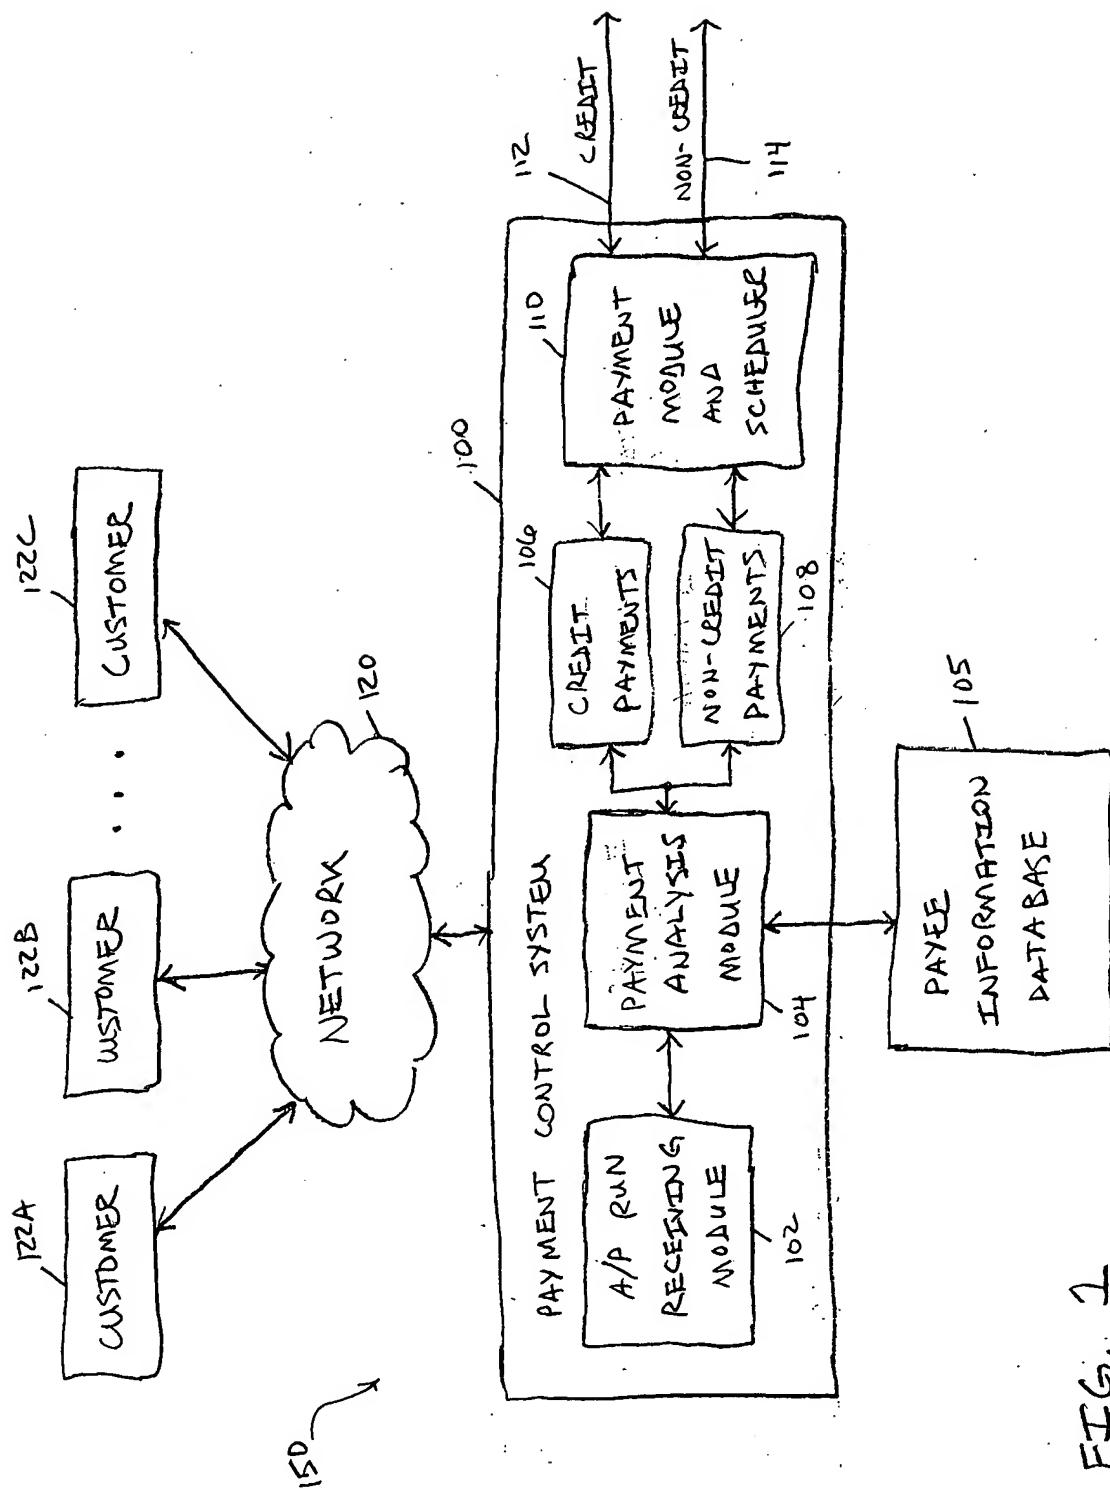 122A
CUSTOMER
122B
CUSTOMER
. . . .
122C
CUSTOMER
150
NETWORK
120
100
PAYMENT CONTROL SYSTEM
A/P RUN
RECEIVING
MODULE
102
PAYMENT
ANALYSIS
MODULE
104
106
CREDIT
PAYMENTS
NON-CREDIT
PAYMENTS
108
110
PAYMENT
MODULE
AND
SCHEDULER
112
CREDIT
NON-CREDIT
114
PAYEE
INFORMATION
DATABASE
105
FIG. 1